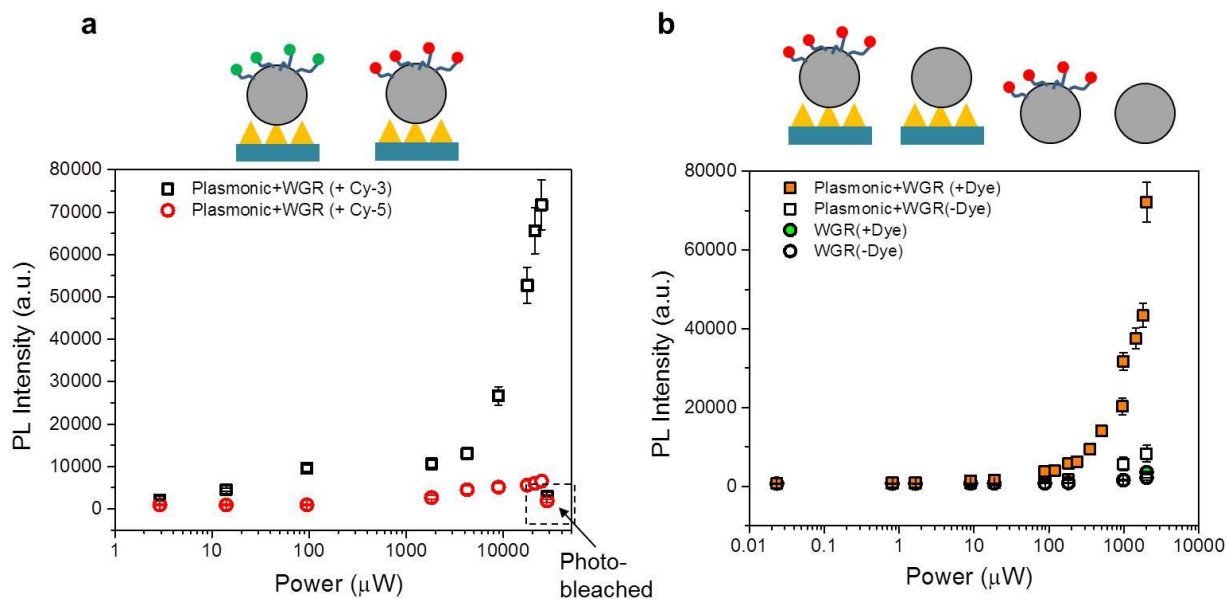 a
Plasmonic+WGR (+ Cy-3)
Plasmonic+WGR (+ Cy-5)
PL Intensity (a.u.)
80000
70000
60000
50000
40000
30000
20000
10000
0
1
10
100
1000
10000
Power (μW)
Photo-
bleached
b
Plasmonic+WGR (+Dye)
Plasmonic+WGR(-Dye)
WGR(+Dye)
WGR(-Dye)
PL Intensity (a.u.)
80000
60000
40000
20000
0
0.01
0.1
1
10
100
1000
10000
Power (μW)